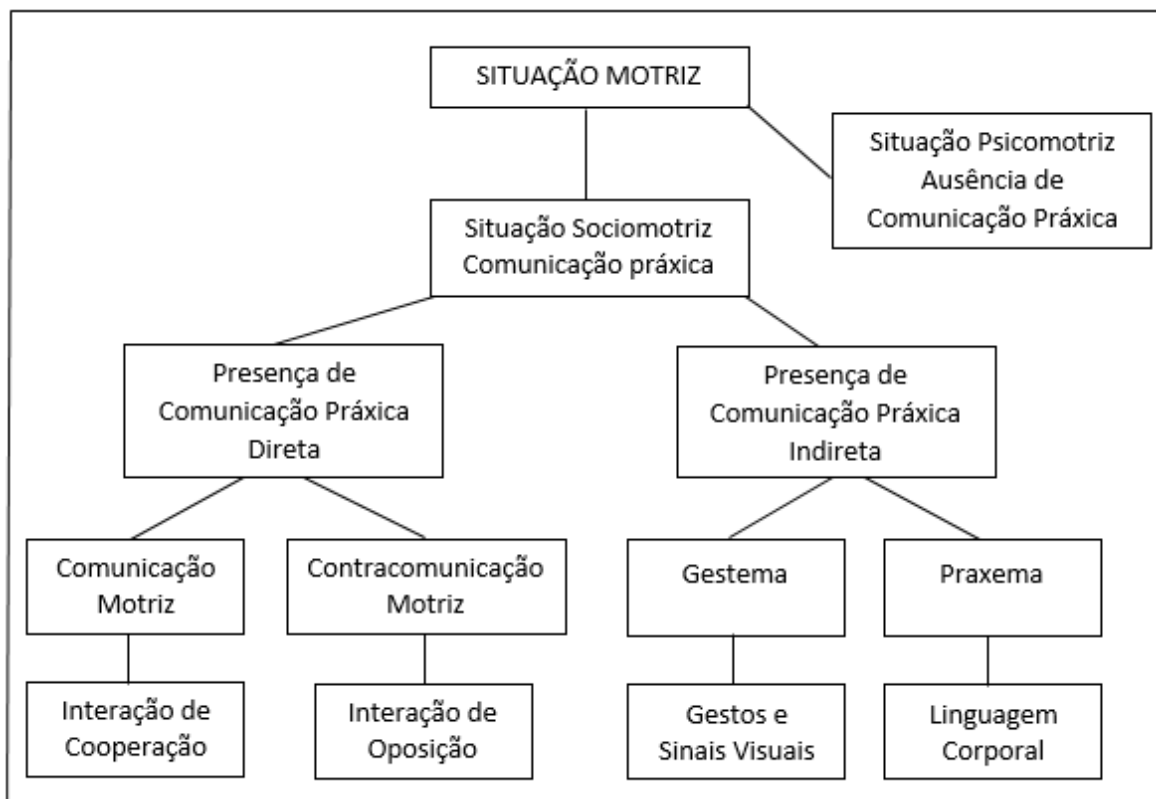 SITUAÇÃO MOTRIZ
Situação Psicomotriz
Ausência de
Comunicação Práxica
Situação Sociomotriz
Comunicação práxica
Presença de
Comunicação Práxica
Direta
Presença de
Comunicação Práxica
Indireta
Comunicação
Motriz
Contracomunicação
Motriz
Gestema
Praxema
Interação de
Cooperação
Interação de
Oposição
Gestos e
Sinais Visuais
Linguagem
Corporal